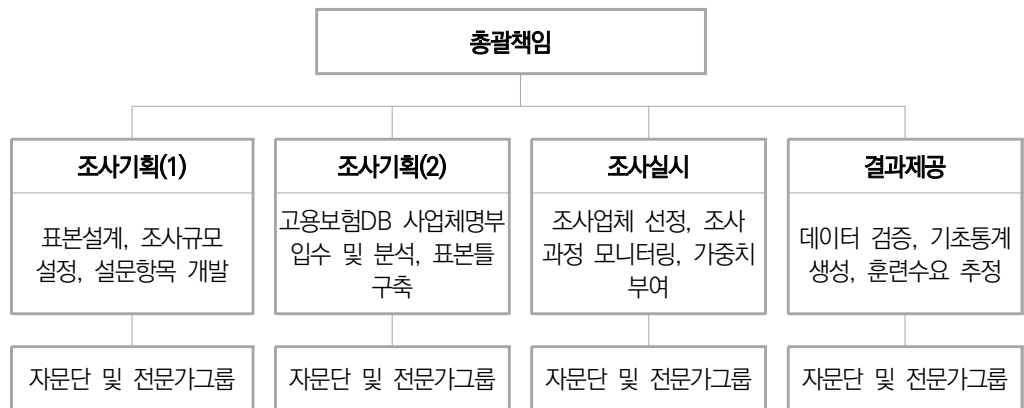 총괄책임
조사기획(1)
표본설계, 조사규모
설정, 설문항목 개발
자문단 및 전문가그룹
조사기획(2)
고용보험DB 사업체명부
입수 및 분석, 표본틀
구축
자문단 및 전문가그룹
조사실시
조사업체 선정, 조사
과정 모니터링, 가중치
부여
자문단 및 전문가그룹
결과제공
데이터 검증, 기초통계
생성, 훈련수요 추정
자문단 및 전문가그룹